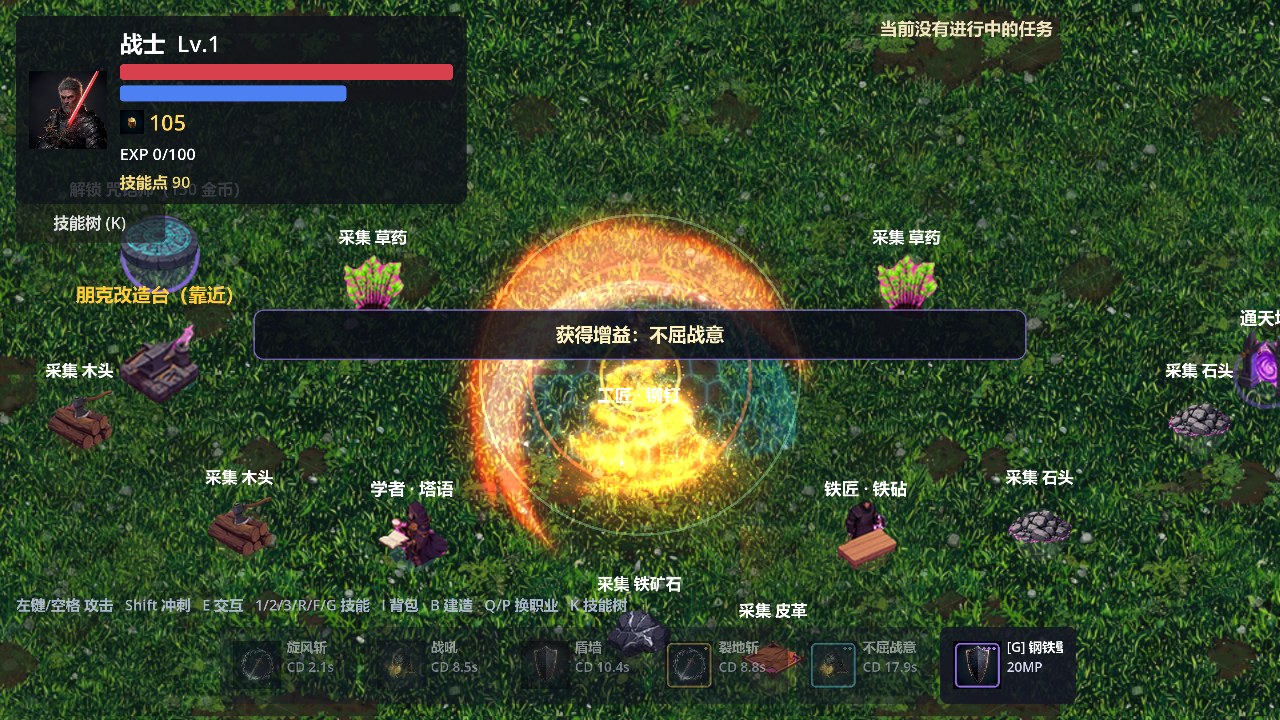 战士 Lv.1
当前没有进行中的任务
105
EXP 0/100
技能点 90
金币)
技能树 (K)
采集 草药
采集 草药
朋克改造台（靠近）
获得增益：不屈战意
通天
采集 木头
采集 石头
工匠·
采集 木头
学者 · 塔语
铁匠 · 铁砧
采集 石头
采集 铁矿石
左键/空格 攻击 Shift 冲刺 E 交互 1/2/3/R/F/G 技能 I 背包 B 建造 Q/P 换职业 K 技能树
采集 皮革
旋风斩
CD 2.1s
战吼
CD 8.5s
盾墙
CD 10.4s
裂地斩
CD 8.8s
不屈战意
CD 17.9s
[G] 钢铁
20MP